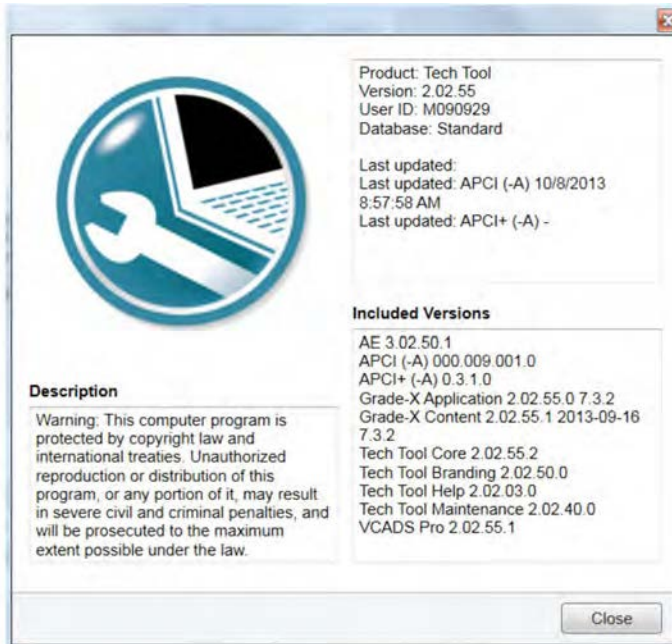 Product: Tech Tool
Version: 2.02.55
User ID: M090929
Database: Standard
Last updated:
Last updated: APCI (-A) 10/8/2013
8:57:58 AM
Last updated: APCI+ (-A) -
Included Versions
AE 3.02.50.1
APCI (-A) 000.009.001.0
APCI+ (-A) 0.3.1.0
Grade-X Application 2.02.55.0 7.3.2
Grade-X Content 2.02.55.1 2013-09-16
7.3.2
Tech Tool Core 2.02.55.2
Tech Tool Branding 2.02.50.0
Tech Tool Help 2.02.03.0
Tech Tool Maintenance 2.02.40.0
VCADS Pro 2.02.55.1
Description
Warning: This computer program is
protected by copyright law and
international treaties. Unauthorized
reproduction or distribution of this
program, or any portion of it, may result
in severe civil and criminal penalties, and
will be prosecuted to the maximum
extent possible under the law.
Close